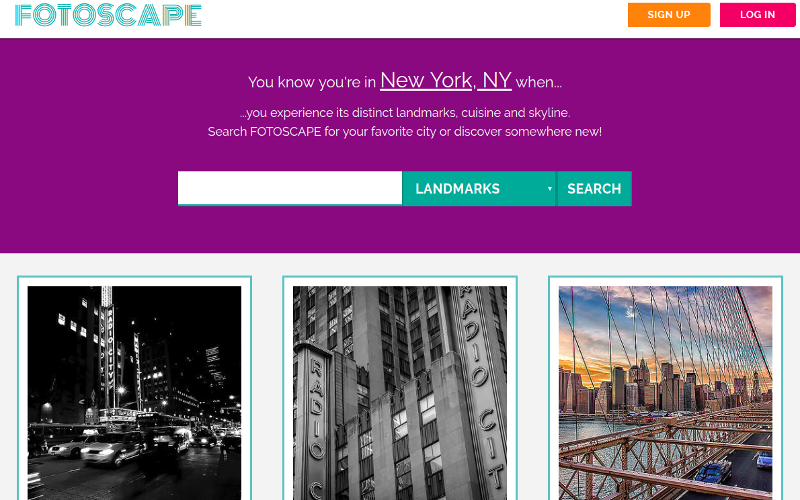 FOTOSCAPE
SIGN UP
LOG IN
You know you're in New York, NY when...
...you experience its distinct landmarks, cuisine and skyline.
Search FOTOSCAPE for your favorite city or discover somewhere new!
LANDMARKS
SEARCH
RADIO CITY
RADIO C
RADIO CIT